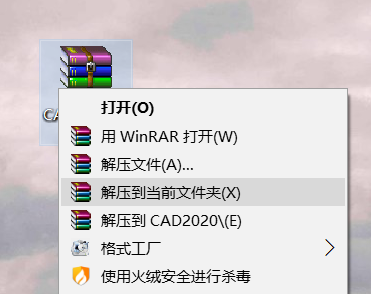 CA
打开(O)
用 WinRAR 打开(W)
解压文件(A)...
解压到当前文件夹(X)
解压到 CAD2020\(E)
格式工厂
使用火绒安全进行杀毒